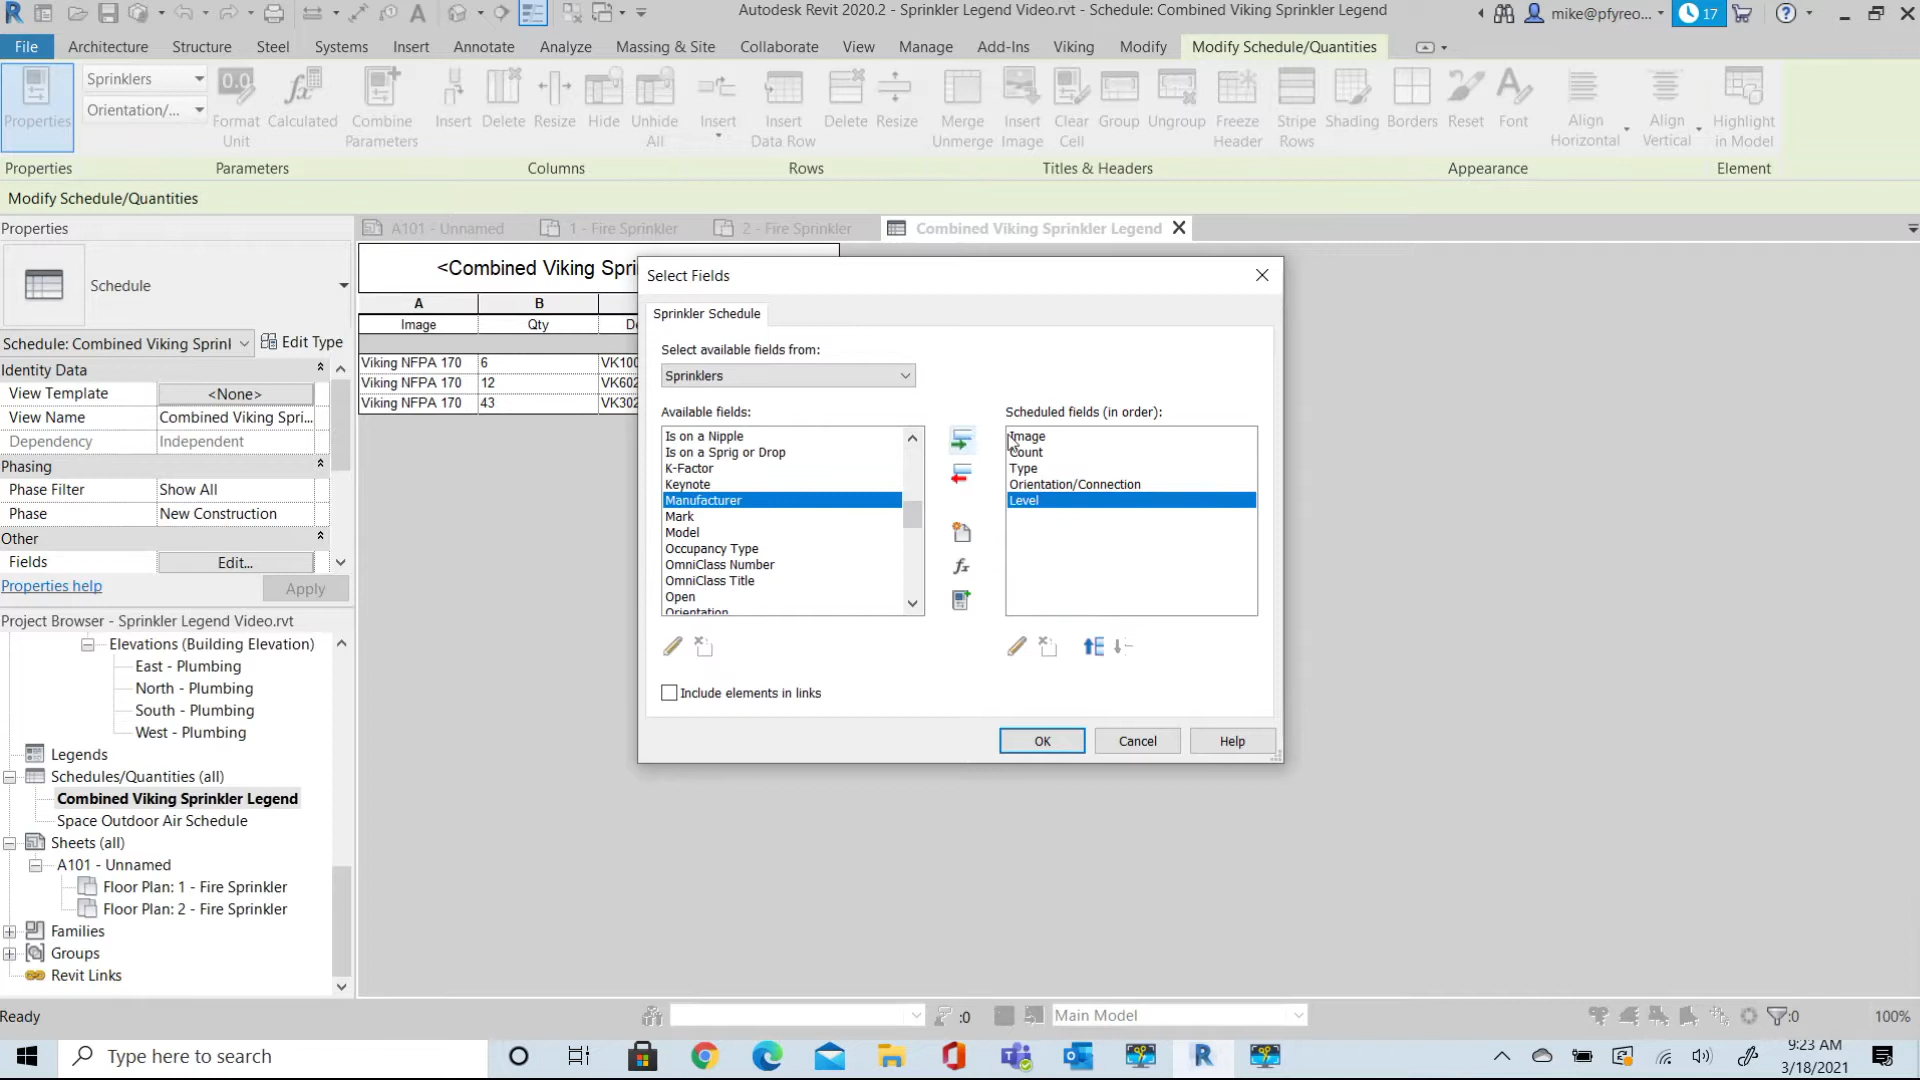 Autodesk Revit 2020.2 - Sprinkler Legend Video.rvt - Schedule: Combined Viking Sprinkler Legend
mike@pfyreo...
17
File Architecture Structure Steel Systems Insert Annotate Analyze Massing & Site Collaborate View Manage Add-Ins Viking Modify Modify Schedule/Quantities
Properties
Sprinklers
Orientation/...
Format Unit
Calculated
Combine Parameters
Insert
Delete
Resize
Hide
Unhide All
Insert
Insert Data Row
Delete
Resize
Merge Unmerge
Insert Image
Clear Cell
Group
Ungroup
Freeze Header
Stripe Rows
Shading
Borders
Reset
Font
Align Horizontal
Align Vertical
Highlight in Model
Properties Parameters Columns Rows Titles & Headers Appearance Element
Modify Schedule/Quantities
Properties
Schedule
Schedule: Combined Viking Sprinl
Edit Type
Identity Data
View Template <None>
View Name Combined Viking Spri...
Dependency Independent
Phasing
Phase Filter Show All
Phase New Construction
Other
Fields Edit...
Properties help
Apply
Project Browser - Sprinkler Legend Video.rvt
Elevations (Building Elevation)
East - Plumbing
North - Plumbing
South - Plumbing
West - Plumbing
Legends
Schedules/Quantities (all)
Combined Viking Sprinkler Legend
Space Outdoor Air Schedule
Sheets (all)
A101 - Unnamed
Floor Plan: 1 - Fire Sprinkler
Floor Plan: 2 - Fire Sprinkler
Families
Groups
Revit Links
A101 - Unnamed
1 - Fire Sprinkler
2 - Fire Sprinkler
Combined Viking Sprinkler Legend
<Combined Viking Spri
A B
Image Qty De
Viking NFPA 170 6 VK100
Viking NFPA 170 12 VK602
Viking NFPA 170 43 VK302
Select Fields
Sprinkler Schedule
Select available fields from:
Sprinklers
Available fields:
Is on a Nipple
Is on a Sprig or Drop
K-Factor
Keynote
Manufacturer
Mark
Model
Occupancy Type
OmniClass Number
OmniClass Title
Open
Orientation
Scheduled fields (in order):
Image
Count
Type
Orientation/Connection
Level
Include elements in links
OK
Cancel
Help
Ready
:0
Main Model
:0
100%
Type here to search
9:23 AM
3/18/2021